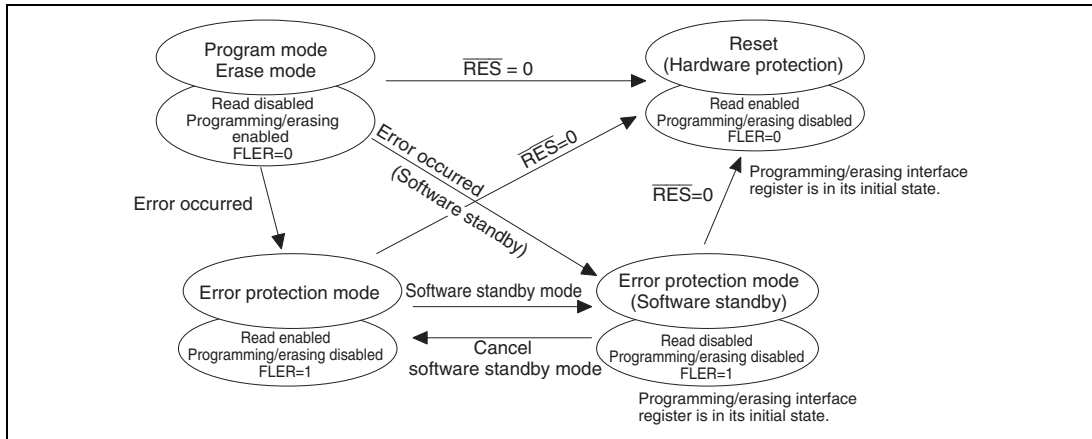 Program mode
Erase mode
Read disabled
Programming/erasing
enabled
FLER=0
RES = 0
Reset
(Hardware protection)
Read enabled
Programming/erasing disabled
FLER=0
Programming/erasing interface
register is in its initial state.
Error occurred
(Software standby)
RES=0
RES=0
Error occurred
Error protection mode
Read enabled
Programming/erasing disabled
FLER=1
Software standby mode
Cancel
software standby mode
Error protection mode
(Software standby)
Read disabled
Programming/erasing disabled
FLER=1
Programming/erasing interface
register is in its initial state.